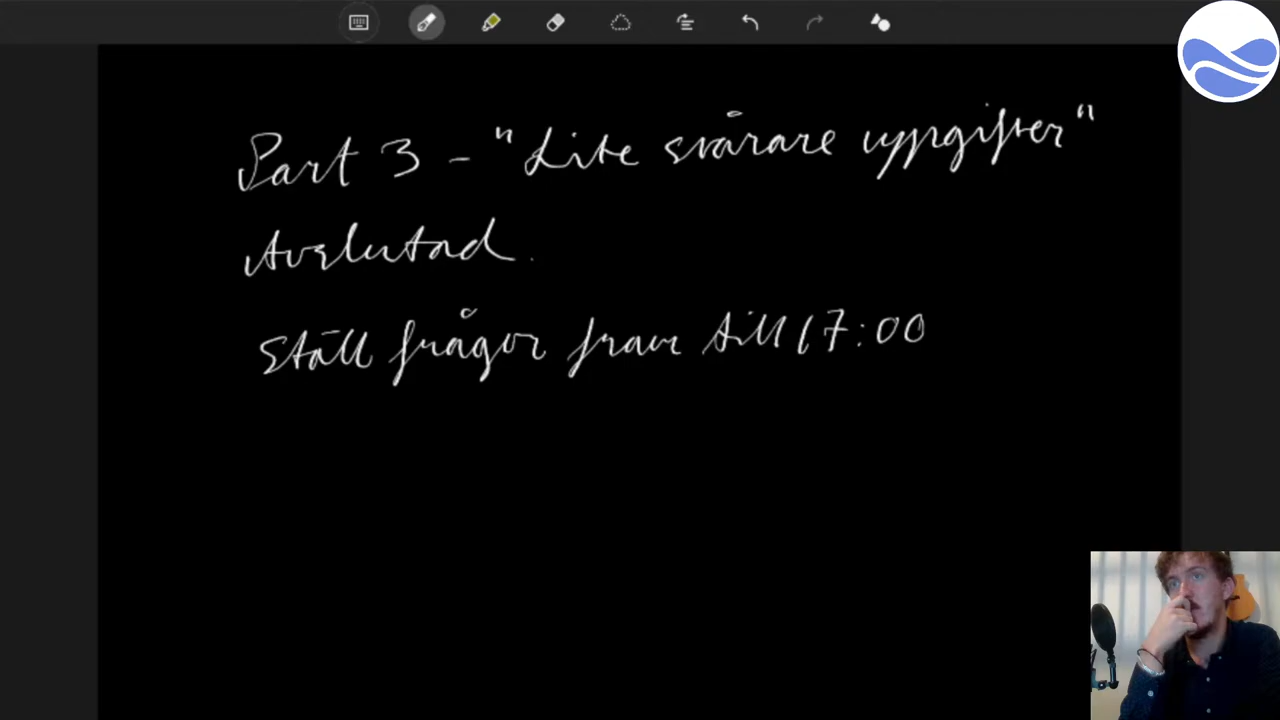 Part 3 - "Lite svårare uppgifter"
Avslutad.
Ställ frågor fram till 17:00